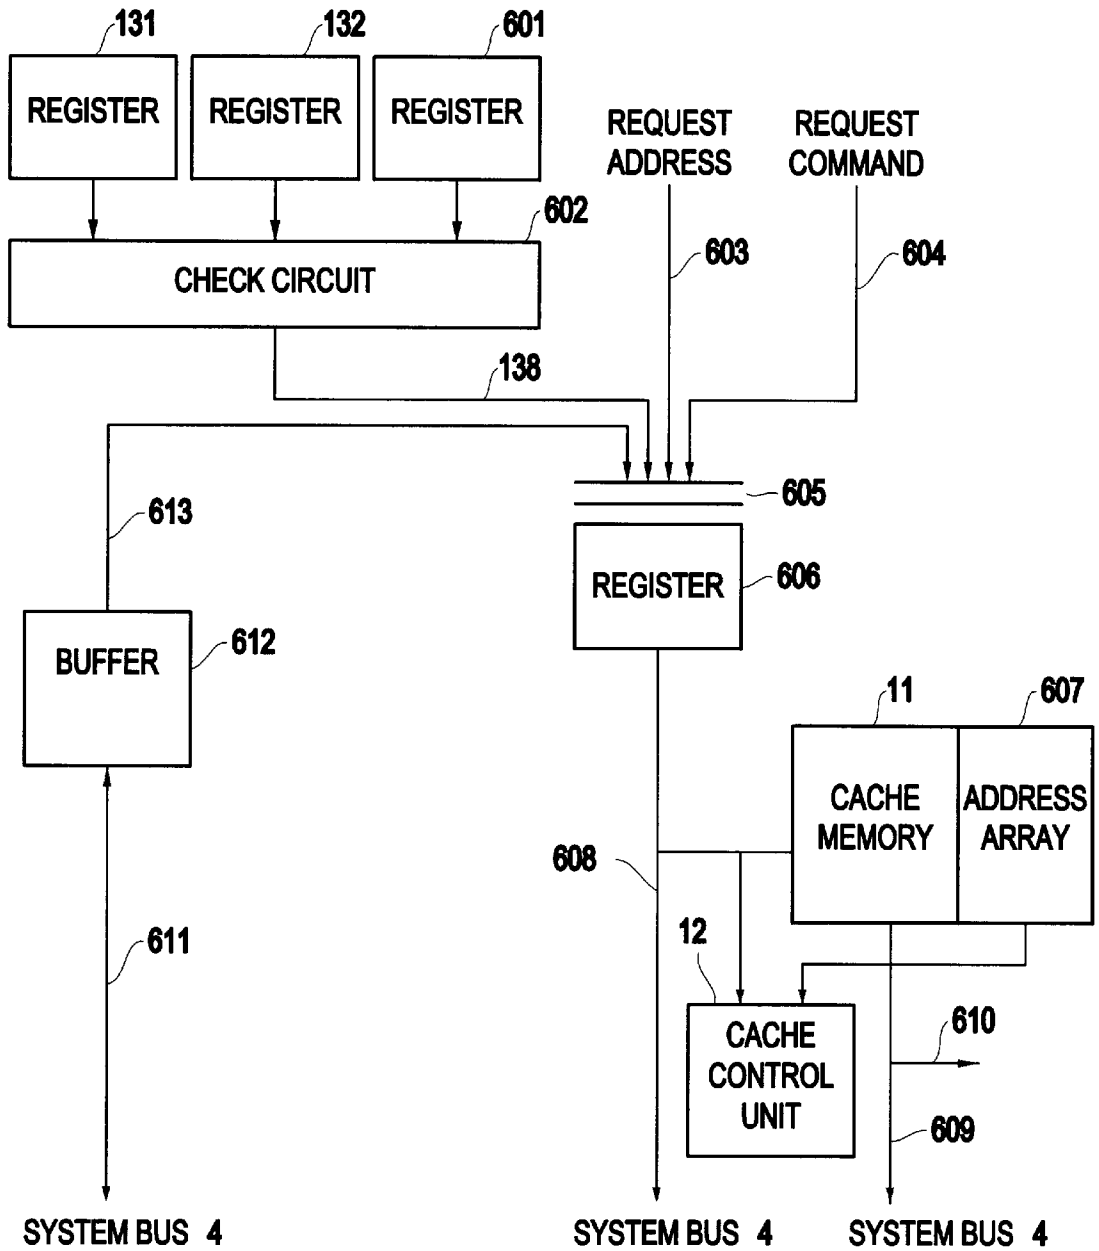 131
132
601
REGISTER
REGISTER
REGISTER
REQUEST
ADDRESS
REQUEST
COMMAND
602
CHECK CIRCUIT
603
604
138
605
613
REGISTER
606
BUFFER
612
11
607
CACHE
MEMORY
ADDRESS
ARRAY
608
611
12
CACHE
CONTROL
UNIT
610
609
SYSTEM BUS 4
SYSTEM BUS 4
SYSTEM BUS 4